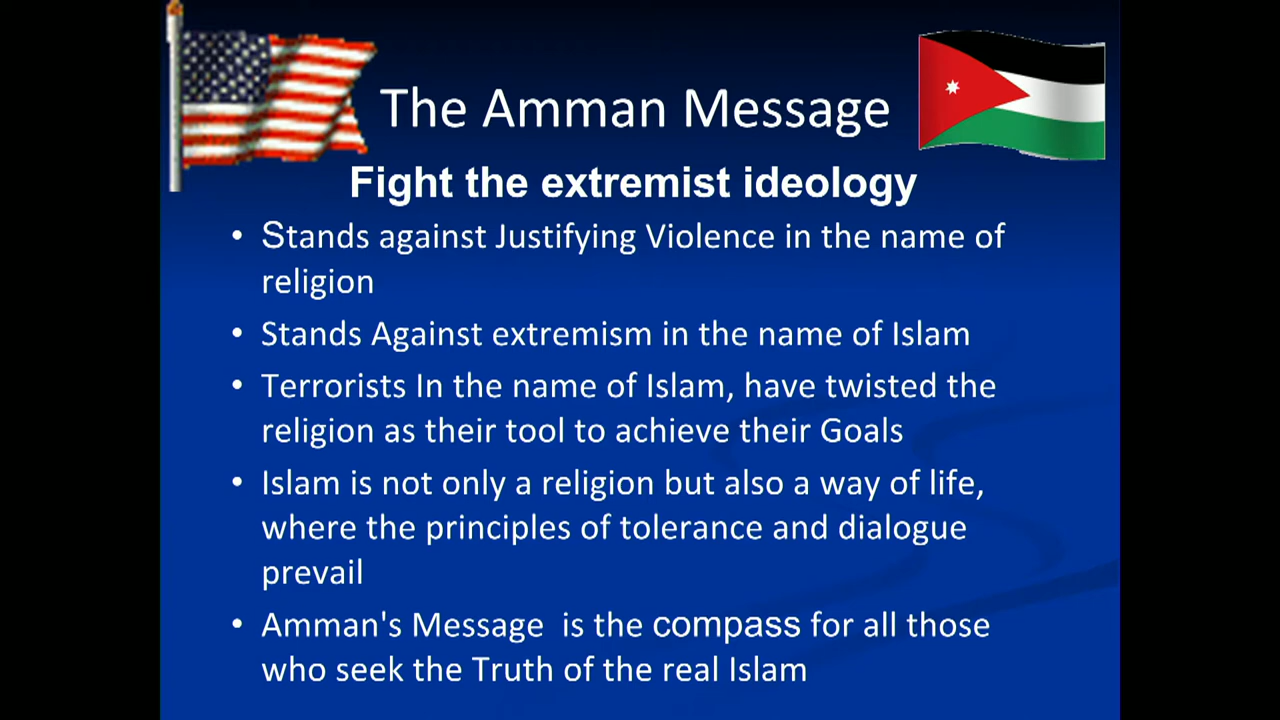 The Amman Message
Fight the extremist ideology
• Stands against Justifying Violence in the name of
religion
• Stands Against extremism in the name of Islam
• Terrorists In the name of Islam, have twisted the
religion as their tool to achieve their Goals
• Islam is not only a religion but also a way of life,
where the principles of tolerance and dialogue
prevail
• Amman's Message  is the compass for all those
who seek the Truth of the real Islam